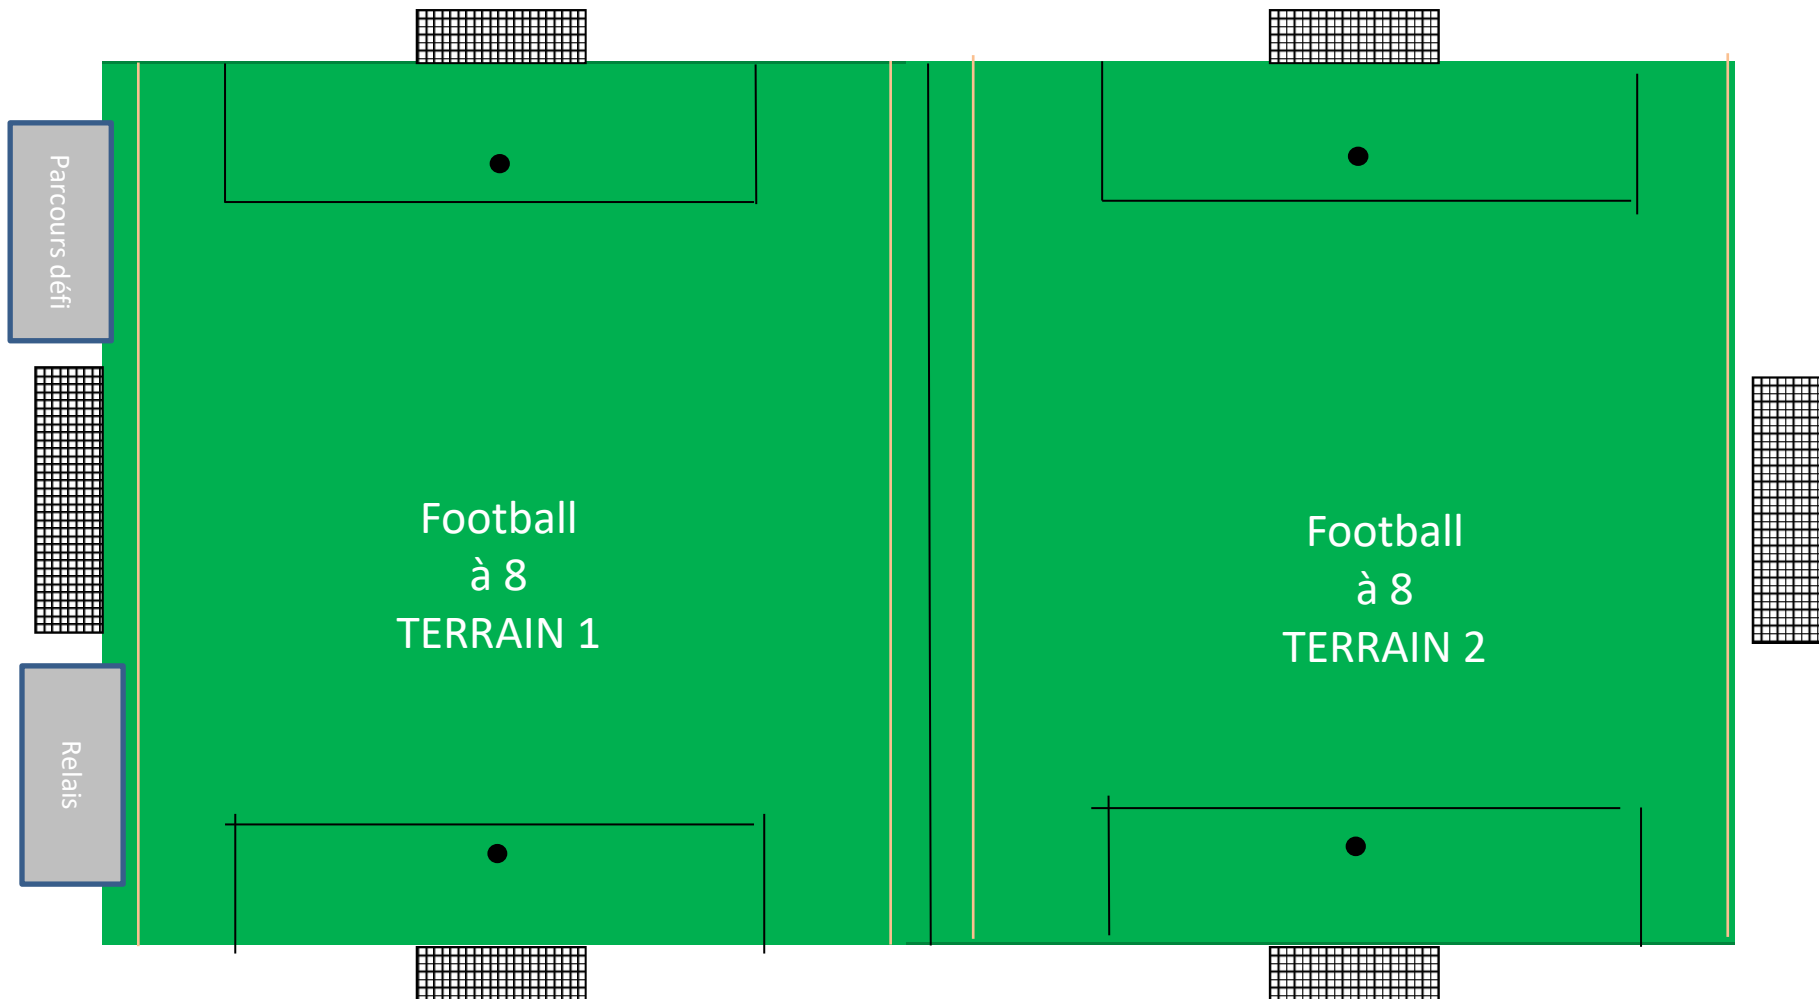 Parcours défi
Relais
Football
à 8
TERRAIN 1
Football
à 8
TERRAIN 2